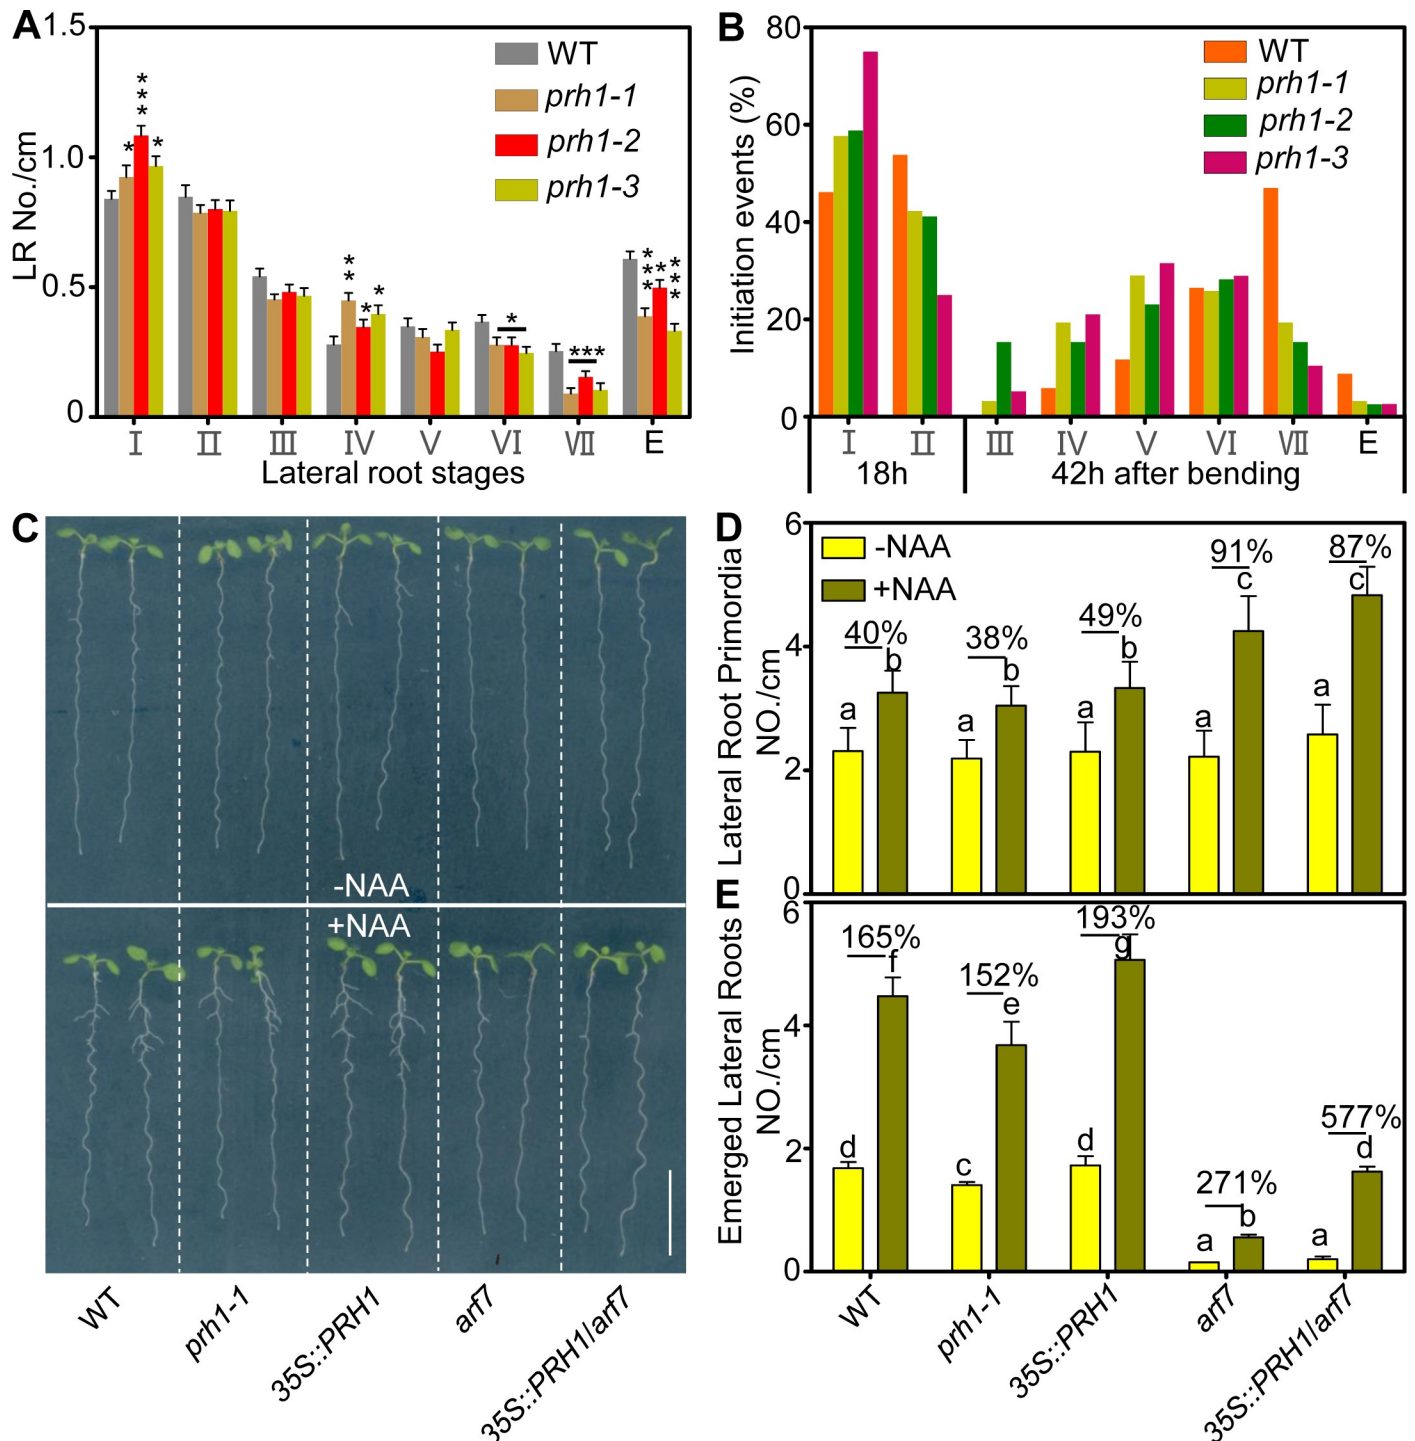 A
1.5
1.0
0.5
0
LR No./cm
WT
prh1-1
prh1-2
prh1-3
***
*
*
**
*
*
*
***
***
*
***
I II III IV V VI VII E
Lateral root stages
B
80
60
40
20
0
Initiation events (%)
WT
prh1-1
prh1-2
prh1-3
I II III IV V VI VII E
18h 42h after bending
C
-NAA
+NAA
WT
prh1-1
35S::PRH1
arf7
35S::PRH1/arf7
D
6
4
2
0
Lateral Root Primordia
NO./cm
-NAA
+NAA
40% 38% 49% 91% 87%
a b a b a b a c a c
E
6
4
2
0
Emerged Lateral Roots
NO./cm
165% 152% 193% 271% 577%
d f c e d g a b a d
WT
prh1-1
35S::PRH1
arf7
35S::PRH1/arf7